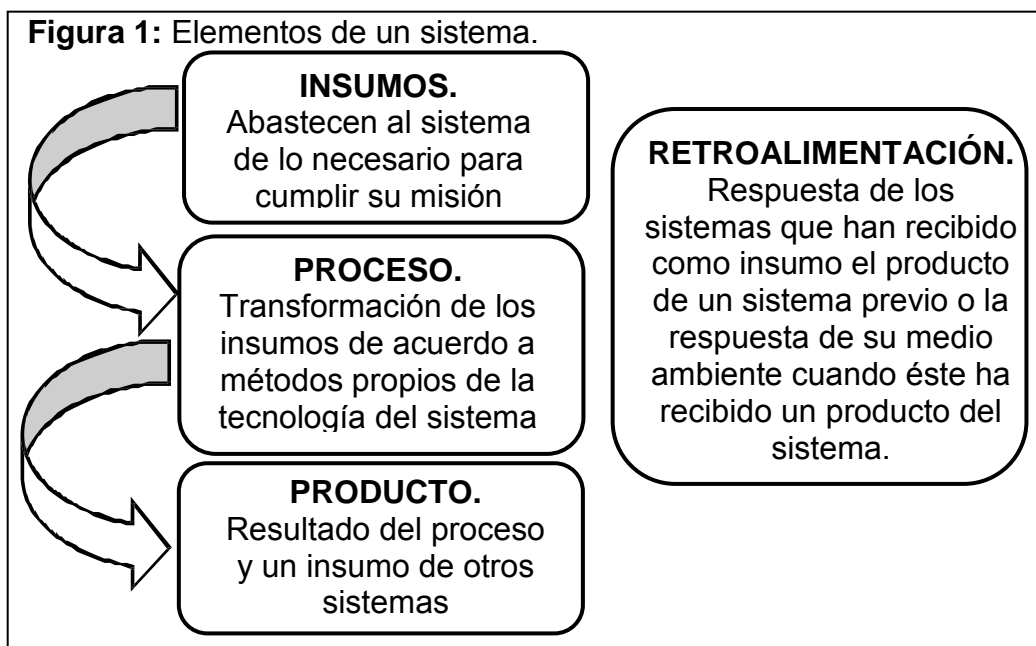 Figura 1: Elementos de un sistema.
INSUMOS.
Abastecen al sistema
de lo necesario para
cumplir su misión
PROCESO.
Transformación de los
insumos de acuerdo a
métodos propios de la
tecnología del sistema
PRODUCTO.
Resultado del proceso
y un insumo de otros
sistemas
RETROALIMENTACIÓN.
Respuesta de los
sistemas que han recibido
como insumo el producto
de un sistema previo o la
respuesta de su medio
ambiente cuando éste ha
recibido un producto del
sistema.